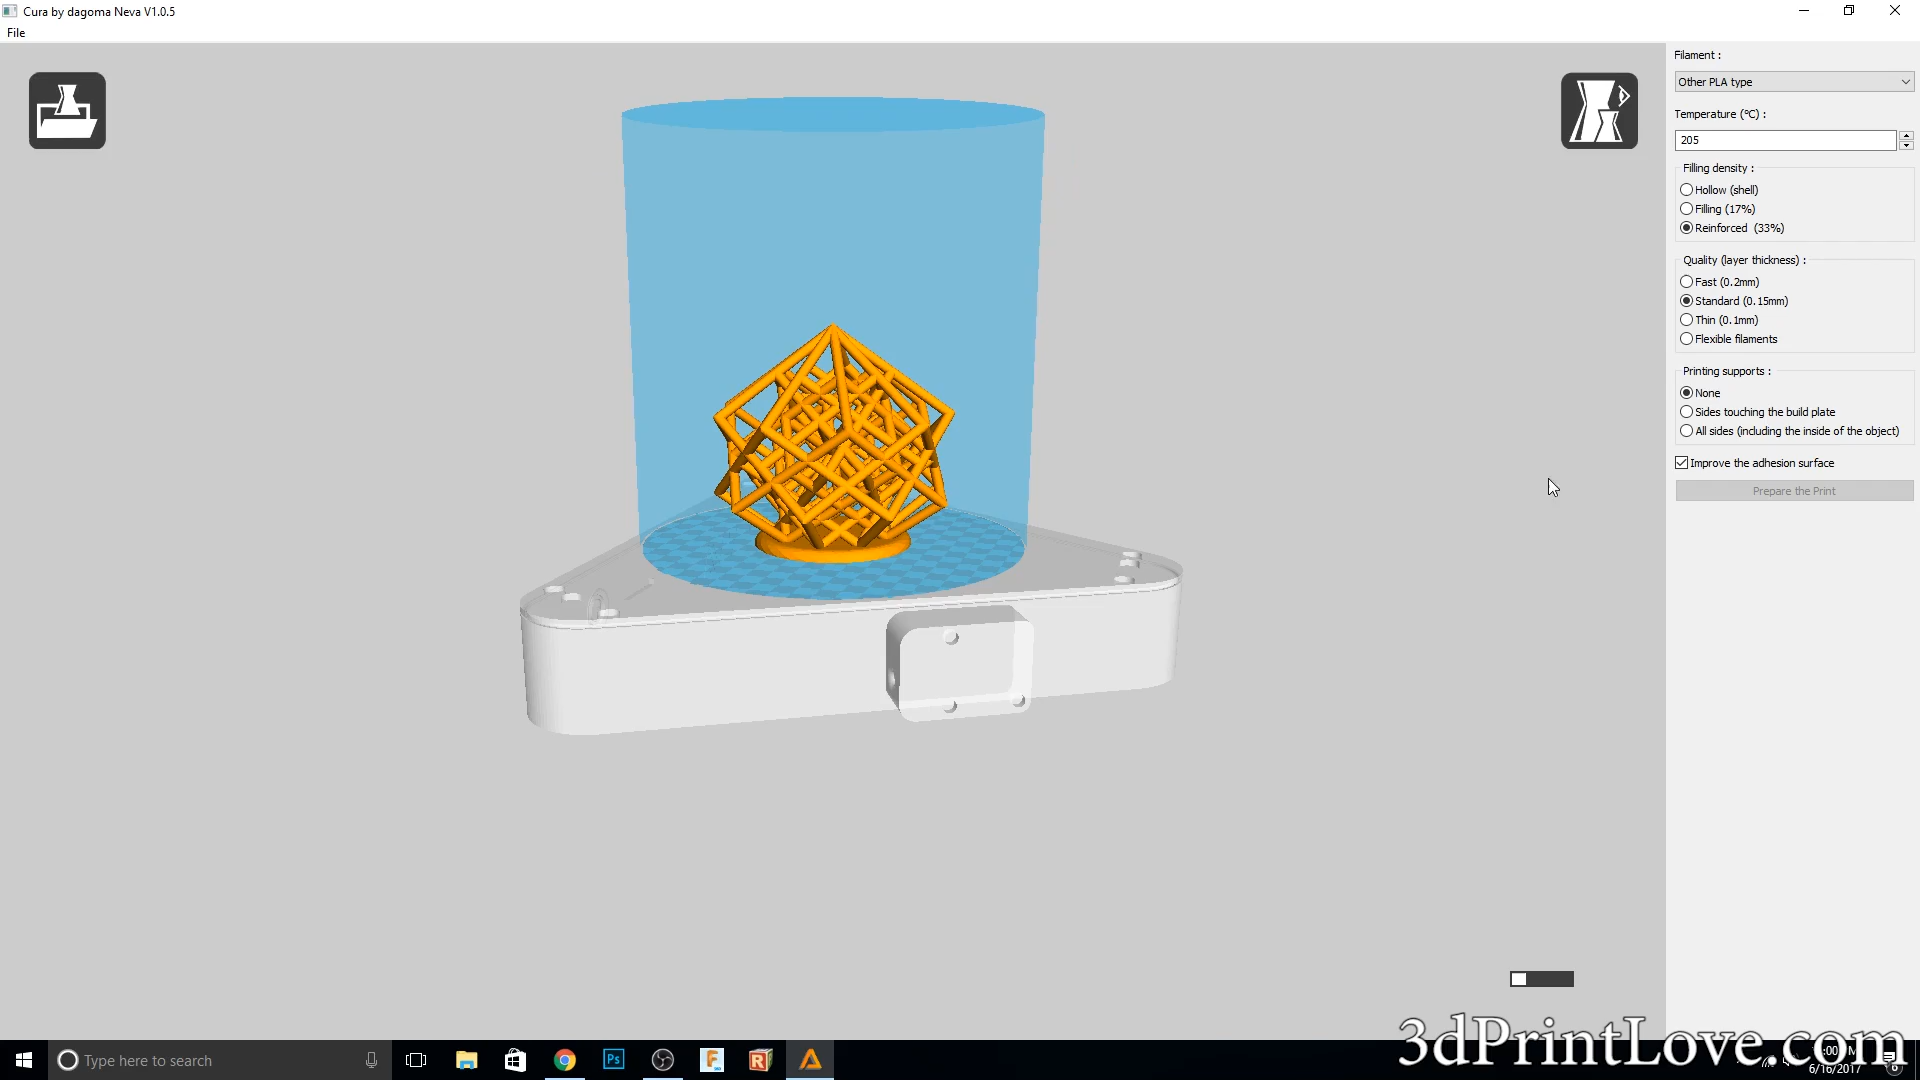 Cura by dagoma Neva V1.0.5
File
Filament :
Other PLA type
Temperature (°C) :
205
Filling density :
Hollow (shell)
Filling (17%)
Reinforced (33%)
Quality (layer thickness) :
Fast (0.2mm)
Standard (0.15mm)
Thin (0.1mm)
Flexible filaments
Printing supports :
None
Sides touching the build plate
All sides (including the inside of the object)
Improve the adhesion surface
Prepare the Print
3dPrintLove.com
Type here to search
Ps
F
R
6/16/2017
6